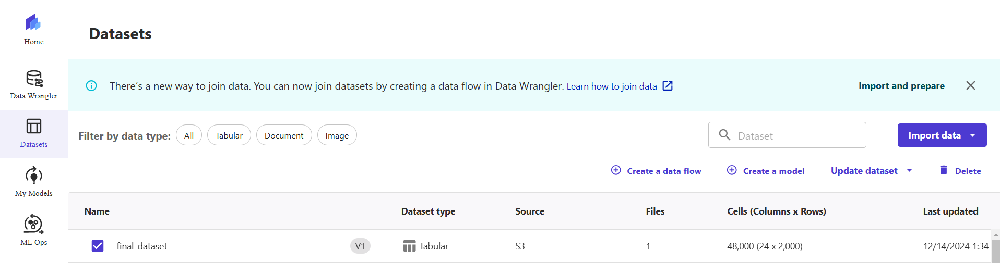 Home
Data Wrangler
Datasets
My Models
ML Ops
Datasets
There's a new way to join data. You can now join datasets by creating a data flow in Data Wrangler. Learn how to join data
Import and prepare
Filter by data type: All Tabular Document Image
Dataset
Import data
Create a data flow Create a model Update dataset Delete
Name Dataset type Source Files Cells (Columns x Rows) Last updated
final_dataset V1 Tabular S3 1 48,000 (24 x 2,000) 12/14/2024 1:34